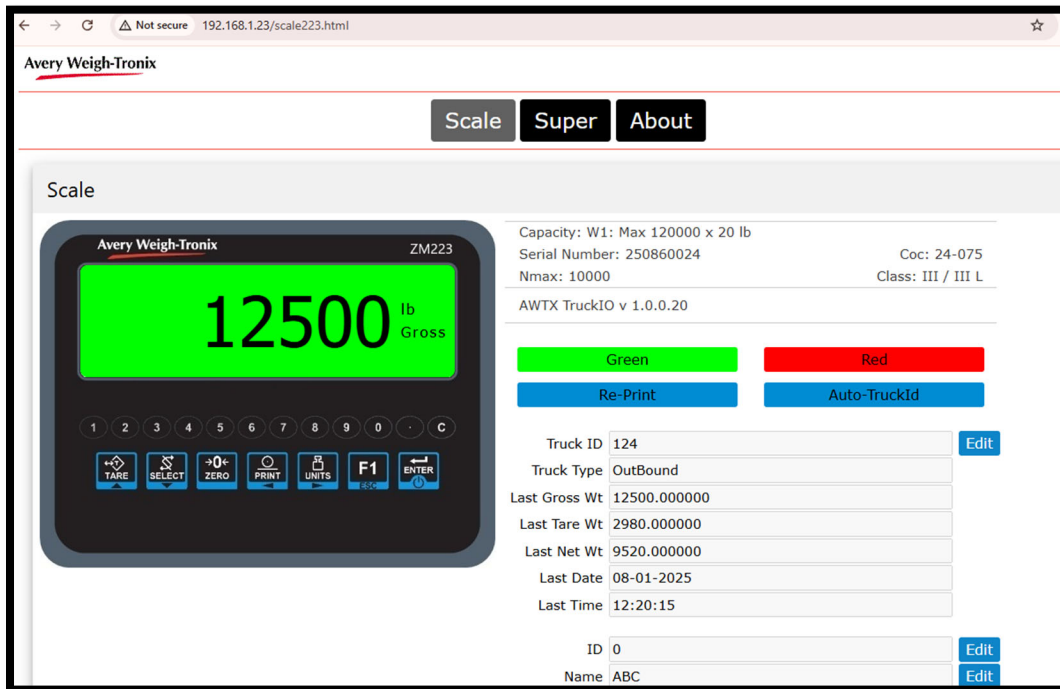 Not secure 192.168.1.23/scale223.html
Avery Weigh-Tronix
Scale Super About
Scale
Avery Weigh-Tronix ZM223
12500 lb
Gross
1 2 3 4 5 6 7 8 9 0 · C
TARE SELECT →0← ZERO PRINT UNITS F1 ESC ENTER
Capacity: W1: Max 120000 x 20 lb
Serial Number: 250860024 Coc: 24-075
Nmax: 10000 Class: III / III L
AWTX TruckIO v 1.0.0.20
Green Red
Re-Print Auto-TruckId
Truck ID 124 Edit
Truck Type OutBound
Last Gross Wt 12500.000000
Last Tare Wt 2980.000000
Last Net Wt 9520.000000
Last Date 08-01-2025
Last Time 12:20:15
ID 0 Edit
Name ABC Edit